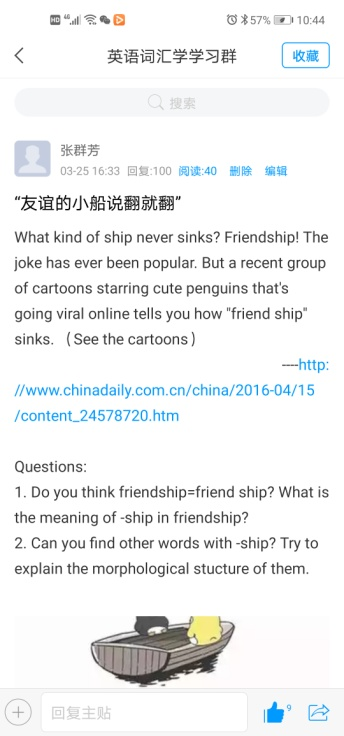 HD 46 57% 10:44
英语词汇学学习群
收藏
搜索
张群芳
03-25 16:33 回复:100 阅读:40 删除 编辑
“友谊的小船说翻就翻”
What kind of ship never sinks? Friendship! The
joke has ever been popular. But a recent group
of cartoons starring cute penguins that's
going viral online tells you how "friend ship"
sinks. （See the cartoons）
----http:
//www.chinadaily.com.cn/china/2016-04/15
/content_24578720.htm
Questions:
1. Do you think friendship=friend ship? What is
the meaning of -ship in friendship?
2. Can you find other words with -ship? Try to
explain the morphological stucture of them.
回复主贴
9